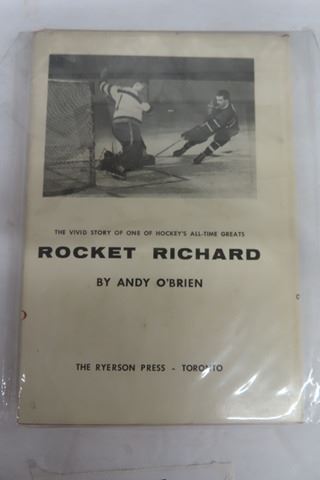 THE VIVID STORY OF ONE OF HOCKEY'S ALL-TIME GREATS
ROCKET RICHARD
BY ANDY O'BRIEN
THE RYERSON PRESS - TORONTO